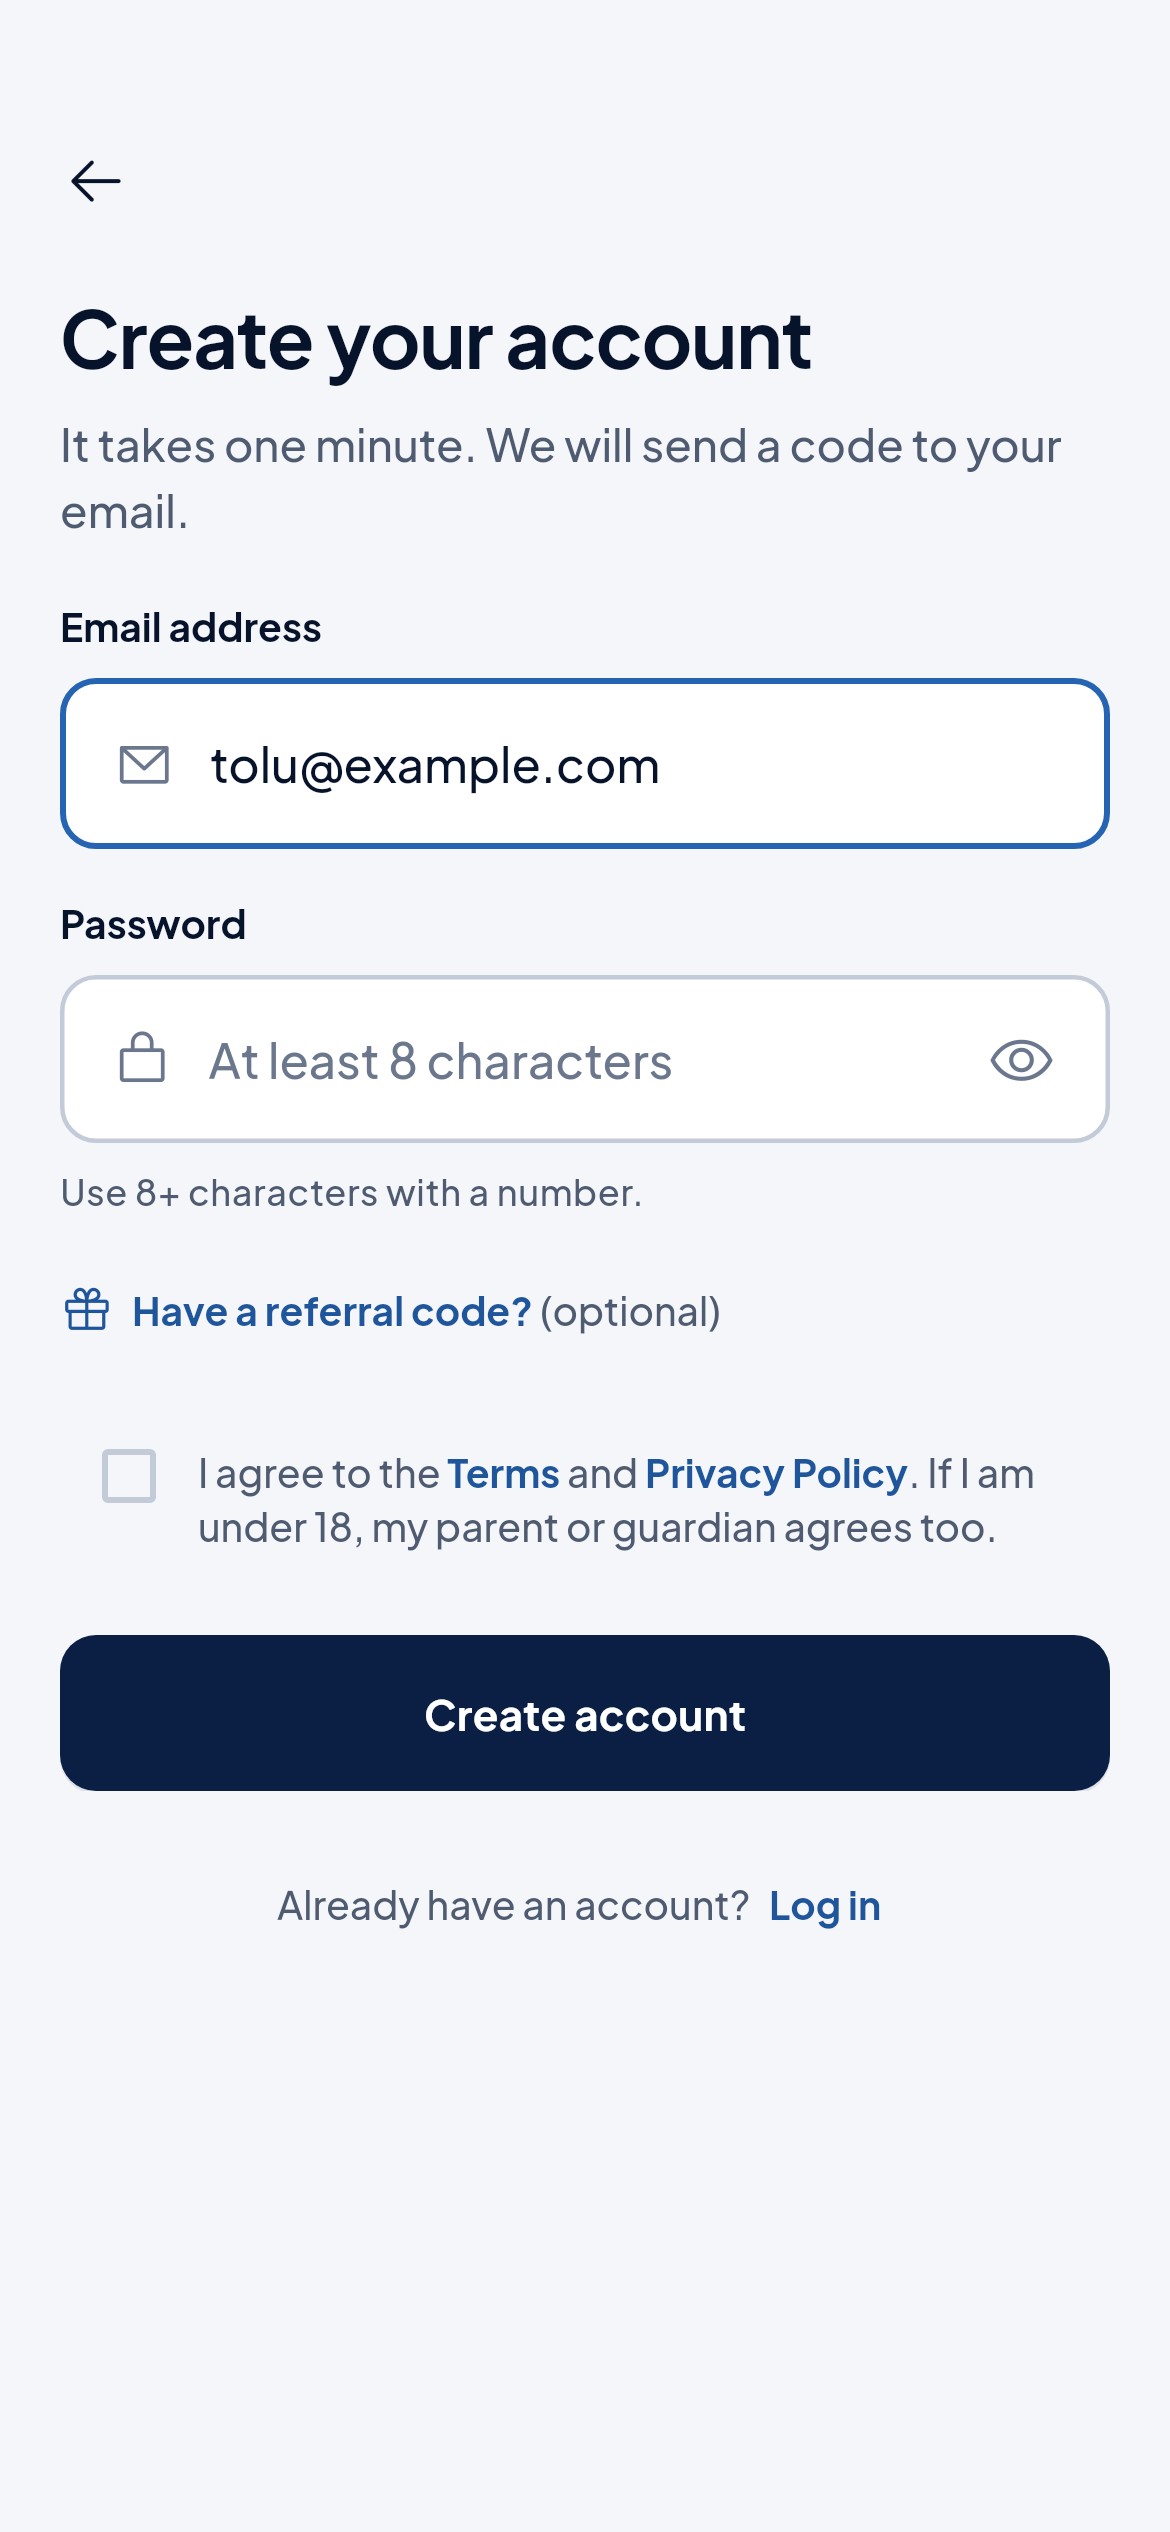 Create your account
It takes one minute. We will send a code to your
email.
Email address
tolu@example.com
Password
At least 8 characters
Use 8+ characters with a number.
Have a referral code? (optional)
I agree to the Terms and Privacy Policy. If I am
under 18, my parent or guardian agrees too.
Create account
Already have an account? Log in